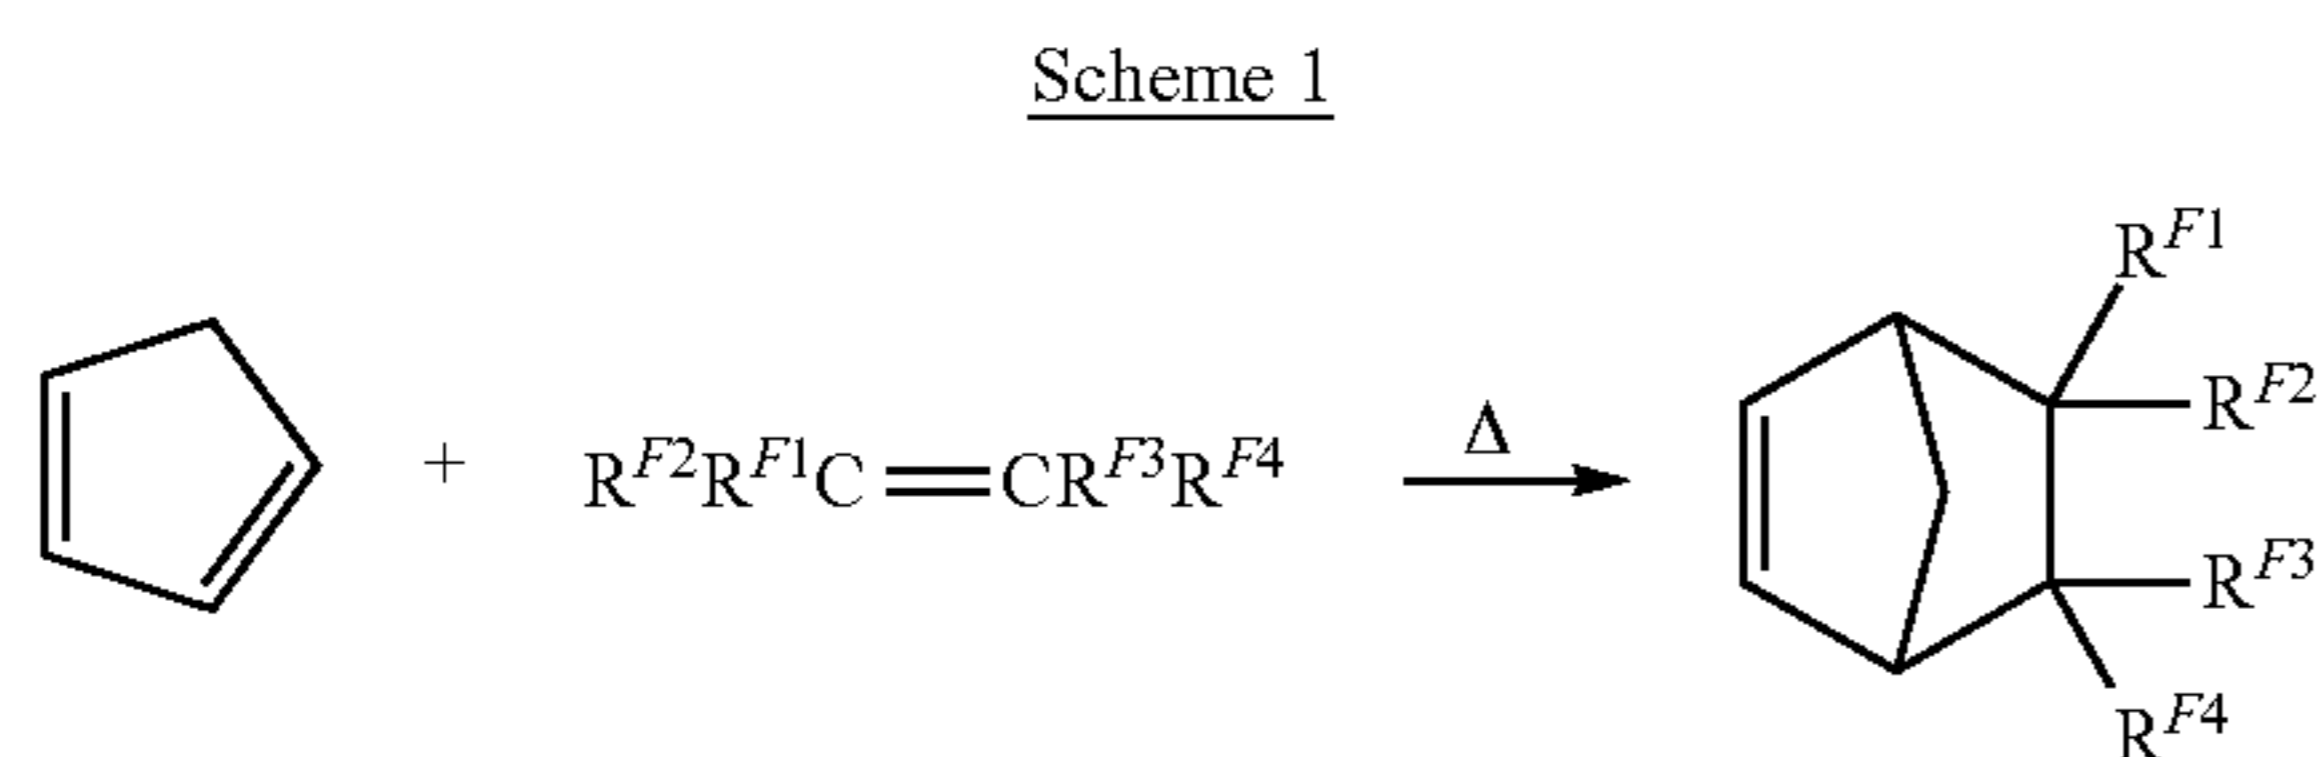 Scheme 1
R^F1
R^F2
+ R^F2R^F1C=CR^F3R^F4 Δ
R^F3
R^F4